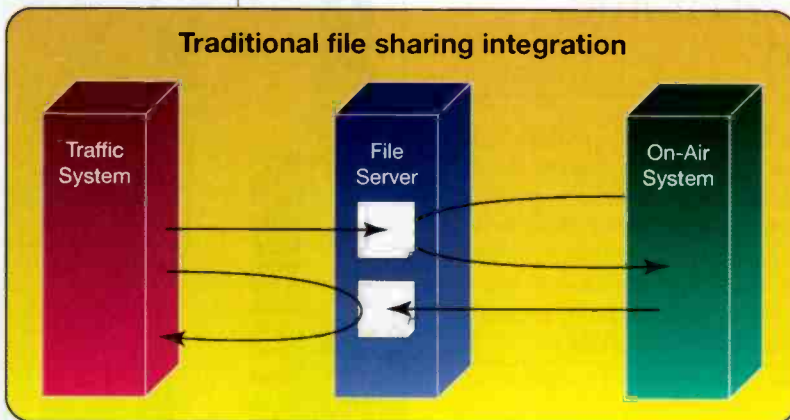 Traditional file sharing integration
Traffic
System
File
Server
On-Air
System